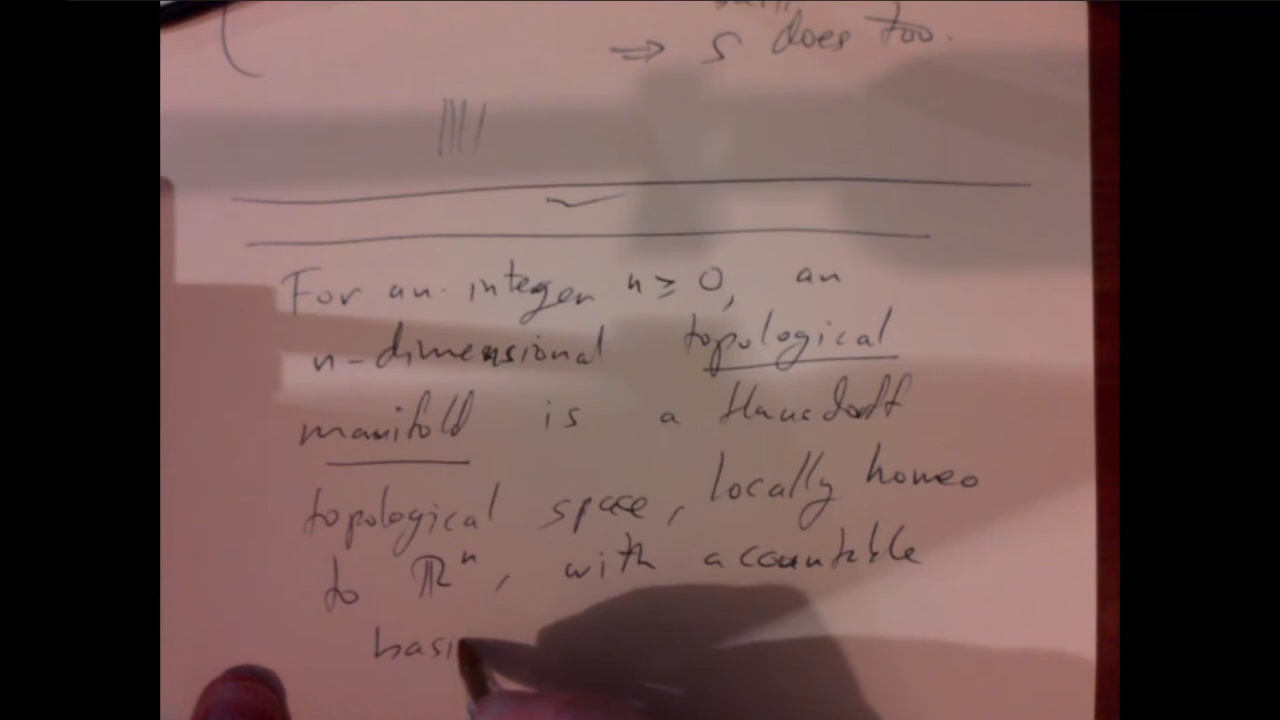 ⇒ S does too.
For an integer n ≥ 0, an
n-dimensional topological
manifold is a Hausdorff
topological space, locally homeo
to ℝⁿ, with a countable
basi